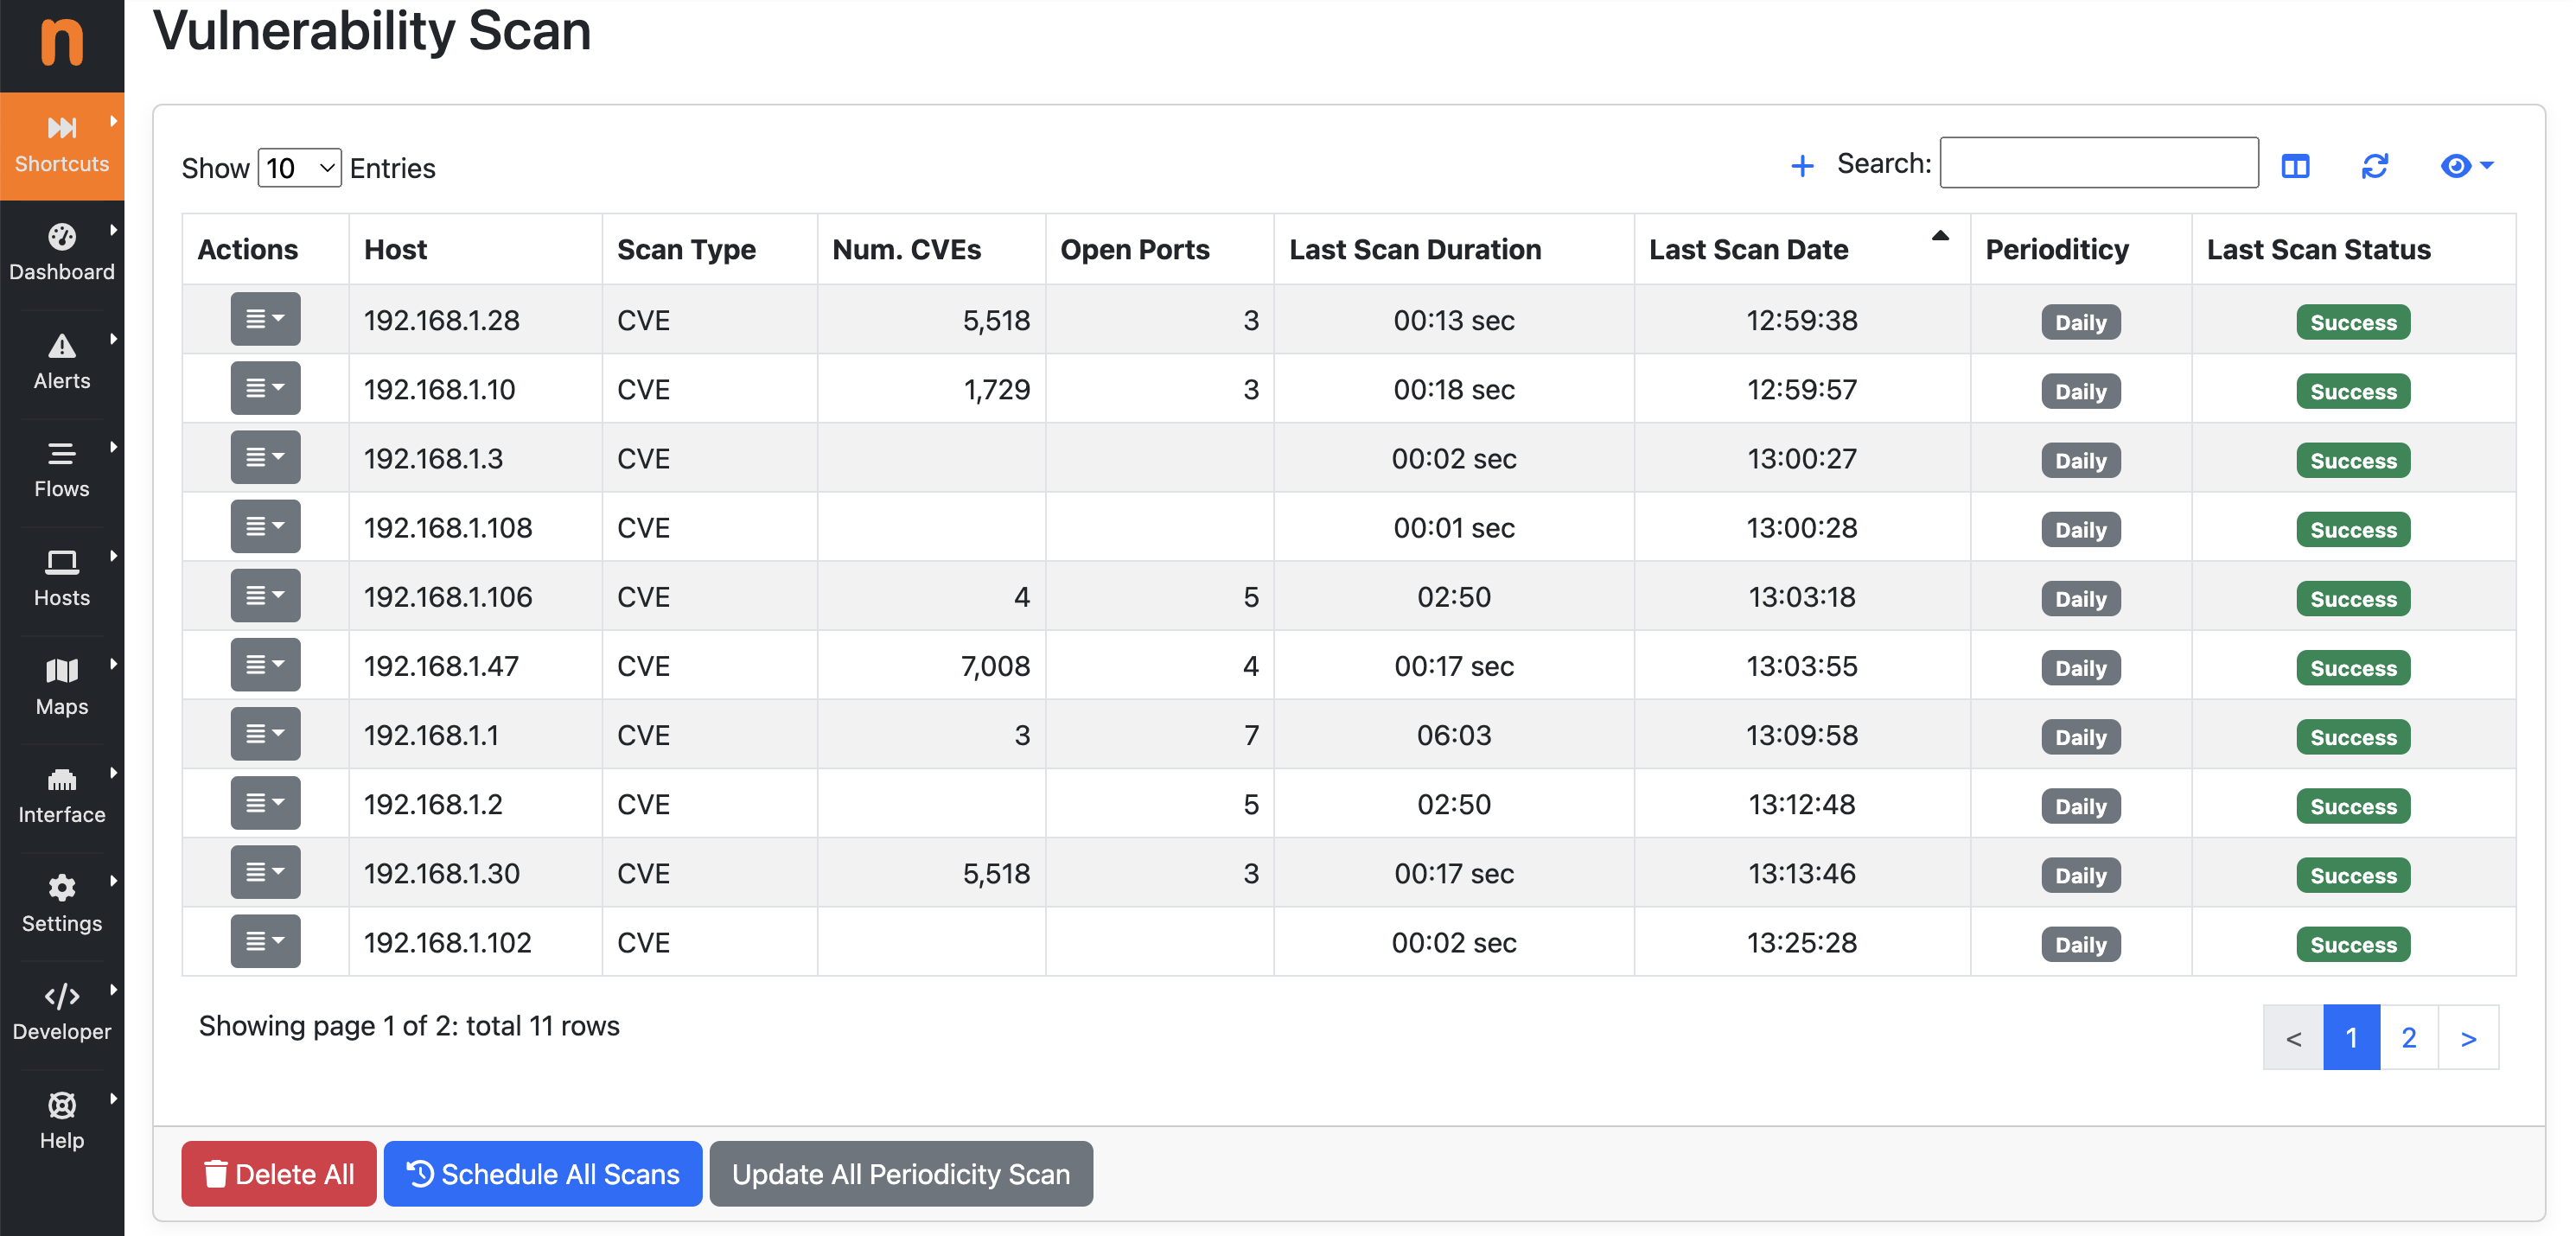 Vulnerability Scan
n
Shortcuts
Dashboard
Alerts
Flows
Hosts
Maps
Interface
Settings
Developer
Help
Show 10 Entries
+ Search:
Actions Host Scan Type Num. CVEs Open Ports Last Scan Duration Last Scan Date Perioditicy Last Scan Status
192.168.1.28 CVE 5,518 3 00:13 sec 12:59:38 Daily Success
192.168.1.10 CVE 1,729 3 00:18 sec 12:59:57 Daily Success
192.168.1.3 CVE 00:02 sec 13:00:27 Daily Success
192.168.1.108 CVE 00:01 sec 13:00:28 Daily Success
192.168.1.106 CVE 4 5 02:50 13:03:18 Daily Success
192.168.1.47 CVE 7,008 4 00:17 sec 13:03:55 Daily Success
192.168.1.1 CVE 3 7 06:03 13:09:58 Daily Success
192.168.1.2 CVE 5 02:50 13:12:48 Daily Success
192.168.1.30 CVE 5,518 3 00:17 sec 13:13:46 Daily Success
192.168.1.102 CVE 00:02 sec 13:25:28 Daily Success
Showing page 1 of 2: total 11 rows
< 1 2 >
Delete All Schedule All Scans Update All Periodicity Scan